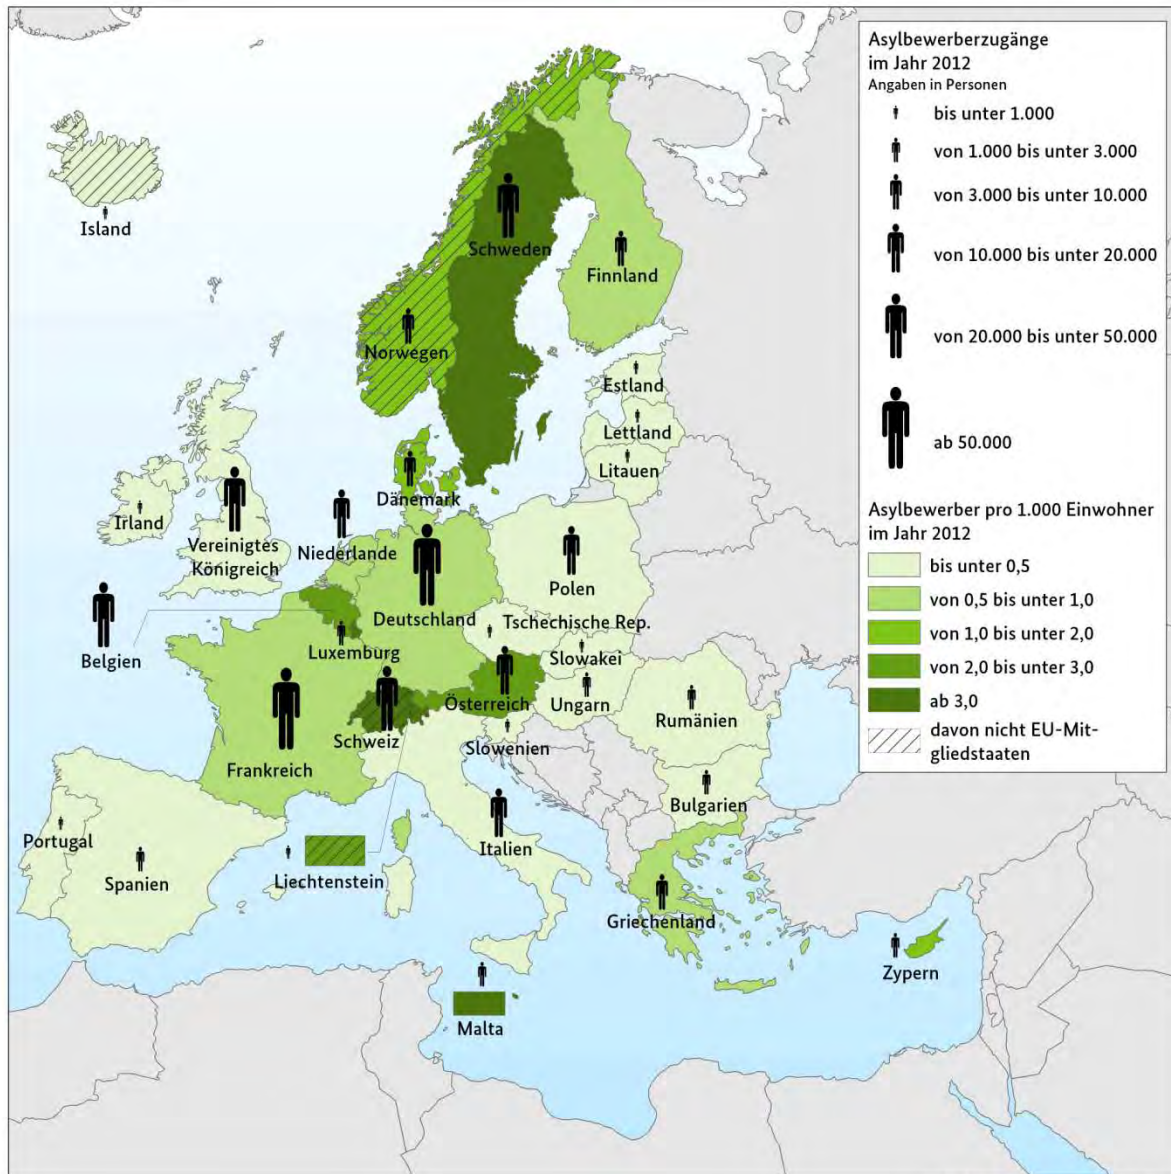 Asylbewerberzugänge
im Jahr 2012
Angaben in Personen
bis unter 1.000
von 1.000 bis unter 3.000
von 3.000 bis unter 10.000
von 10.000 bis unter 20.000
von 20.000 bis unter 50.000
ab 50.000
Asylbewerber pro 1.000 Einwohner
im Jahr 2012
bis unter 0,5
von 0,5 bis unter 1,0
von 1,0 bis unter 2,0
von 2,0 bis unter 3,0
ab 3,0
davon nicht EU-Mit-
gliedstaaten
Island
Schweden
Finnland
Norwegen
Estland
Lettland
Litauen
Dänemark
Irland
Vereinigtes
Königreich
Niederlande
Polen
Deutschland
Tschechische Rep.
Belgien
Luxemburg
Slowakei
Österreich
Ungarn
Rumänien
Schweiz
Slowenien
Frankreich
Bulgarien
Portugal
Italien
Spanien
Liechtenstein
Griechenland
Zypern
Malta